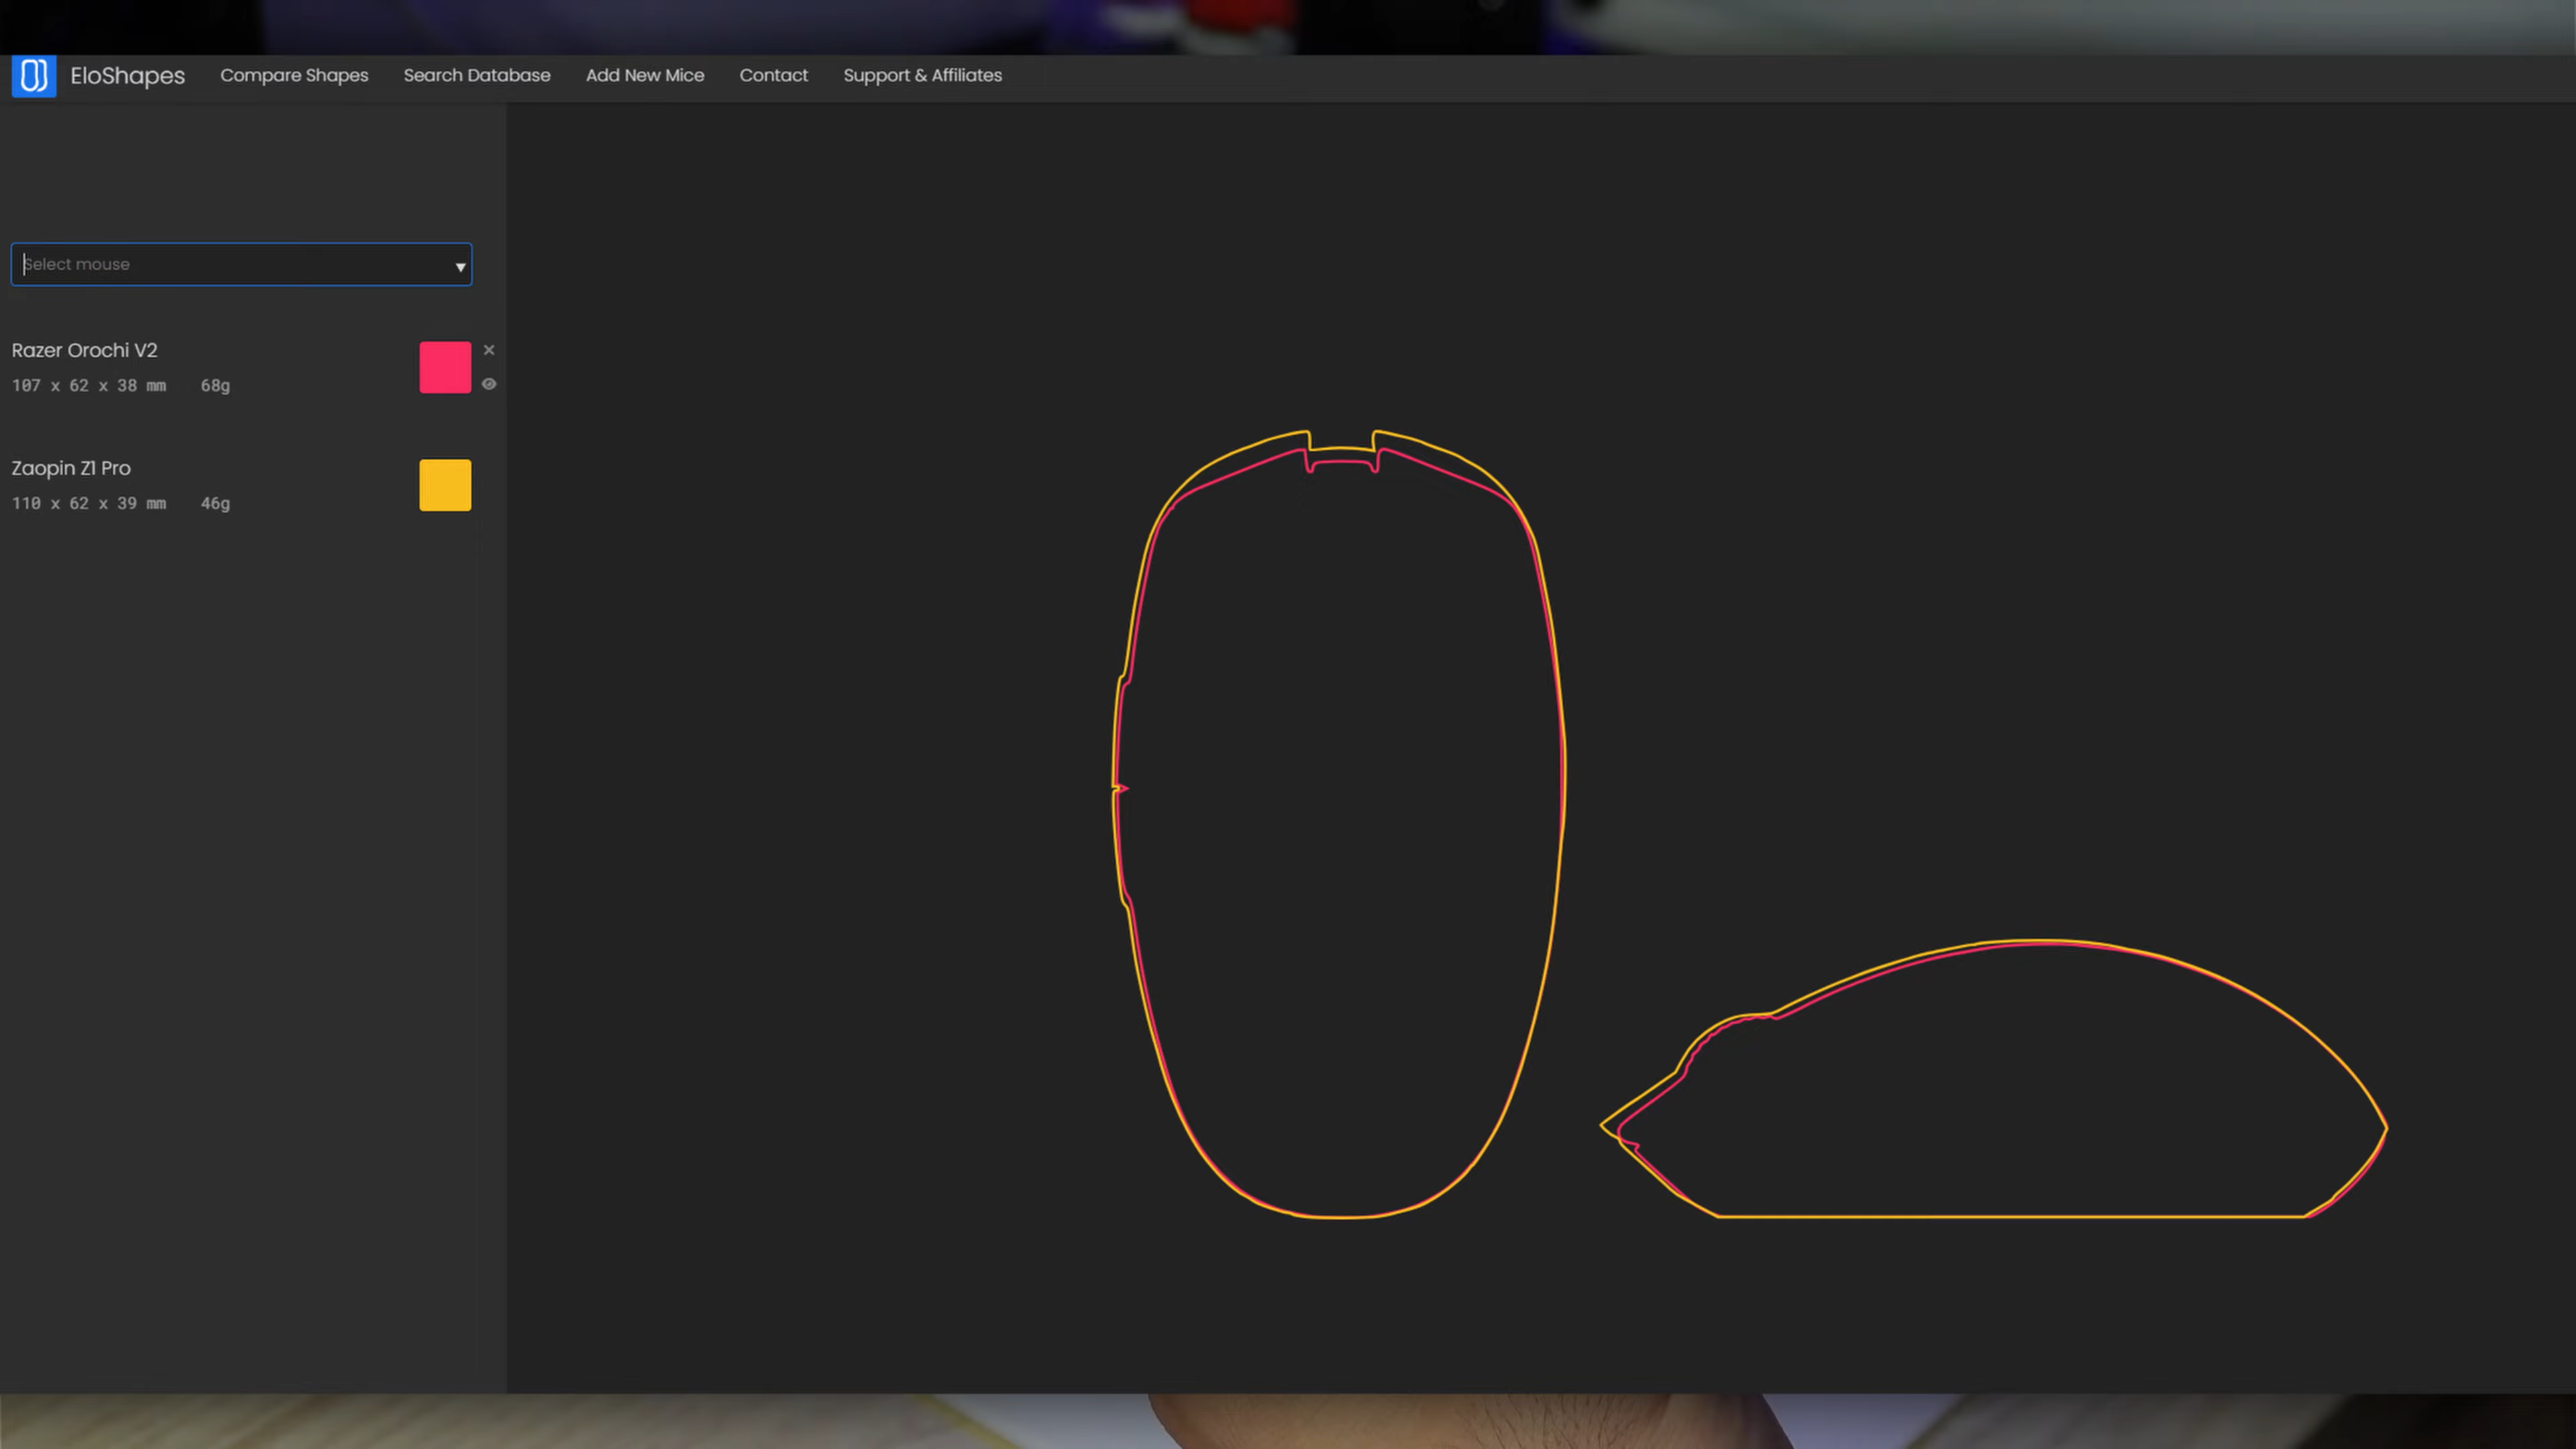 EloShapes Compare Shapes Search Database Add New Mice Contact Support & Affiliates
Select mouse
Razer Orochi V2
107 x 62 x 38 mm 68g
Zaopin Z1 Pro
110 x 62 x 39 mm 46g